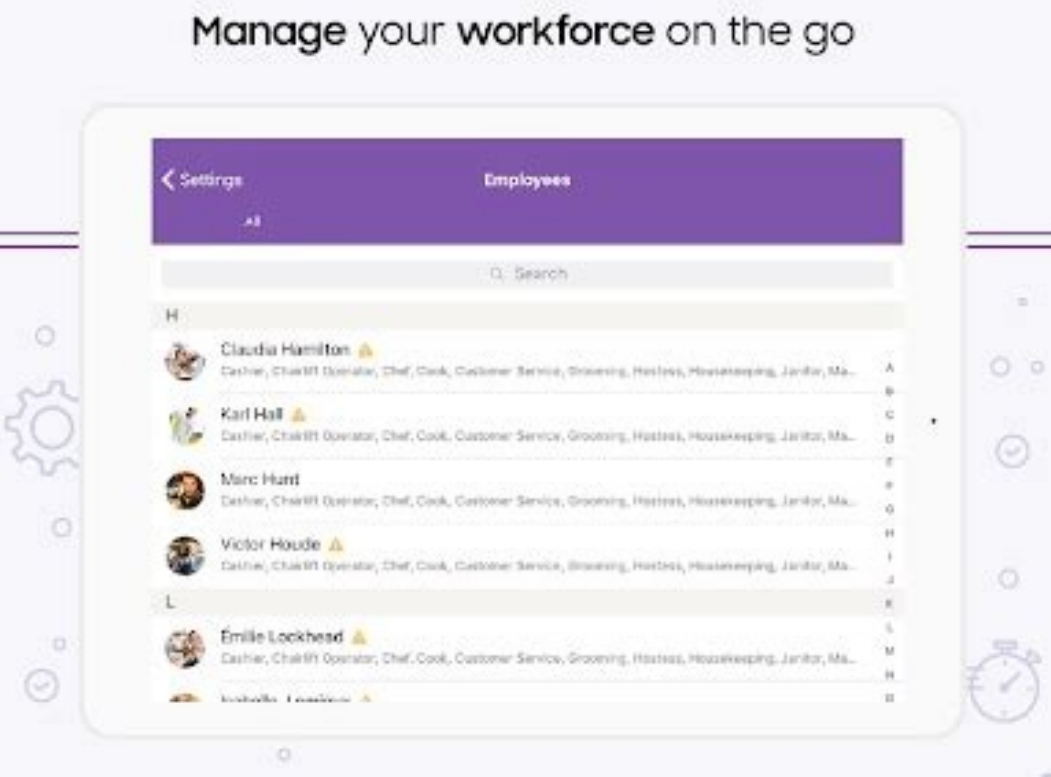 Manage your workforce on the go
Settings
Employees
All
Search
H
Claudia Hamilton
Cashier, Chairlift Operator, Chef, Cook, Customer Service, Grooming, Hostess, Housekeeping, Janitor, Ma...
Karl Hall
Cashier, Chairlift Operator, Chef, Cook, Customer Service, Grooming, Hostess, Housekeeping, Janitor, Ma...
Marc Hunt
Cashier, Chairlift Operator, Chef, Cook, Customer Service, Grooming, Hostess, Housekeeping, Janitor, Ma...
Victor Houde
Cashier, Chairlift Operator, Chef, Cook, Customer Service, Grooming, Hostess, Housekeeping, Janitor, Ma...
L
Émilie Lockhead
Cashier, Chairlift Operator, Chef, Cook, Customer Service, Grooming, Hostess, Housekeeping, Janitor, Ma...
A
B
C
D
E
F
G
H
I
J
K
L
M
N